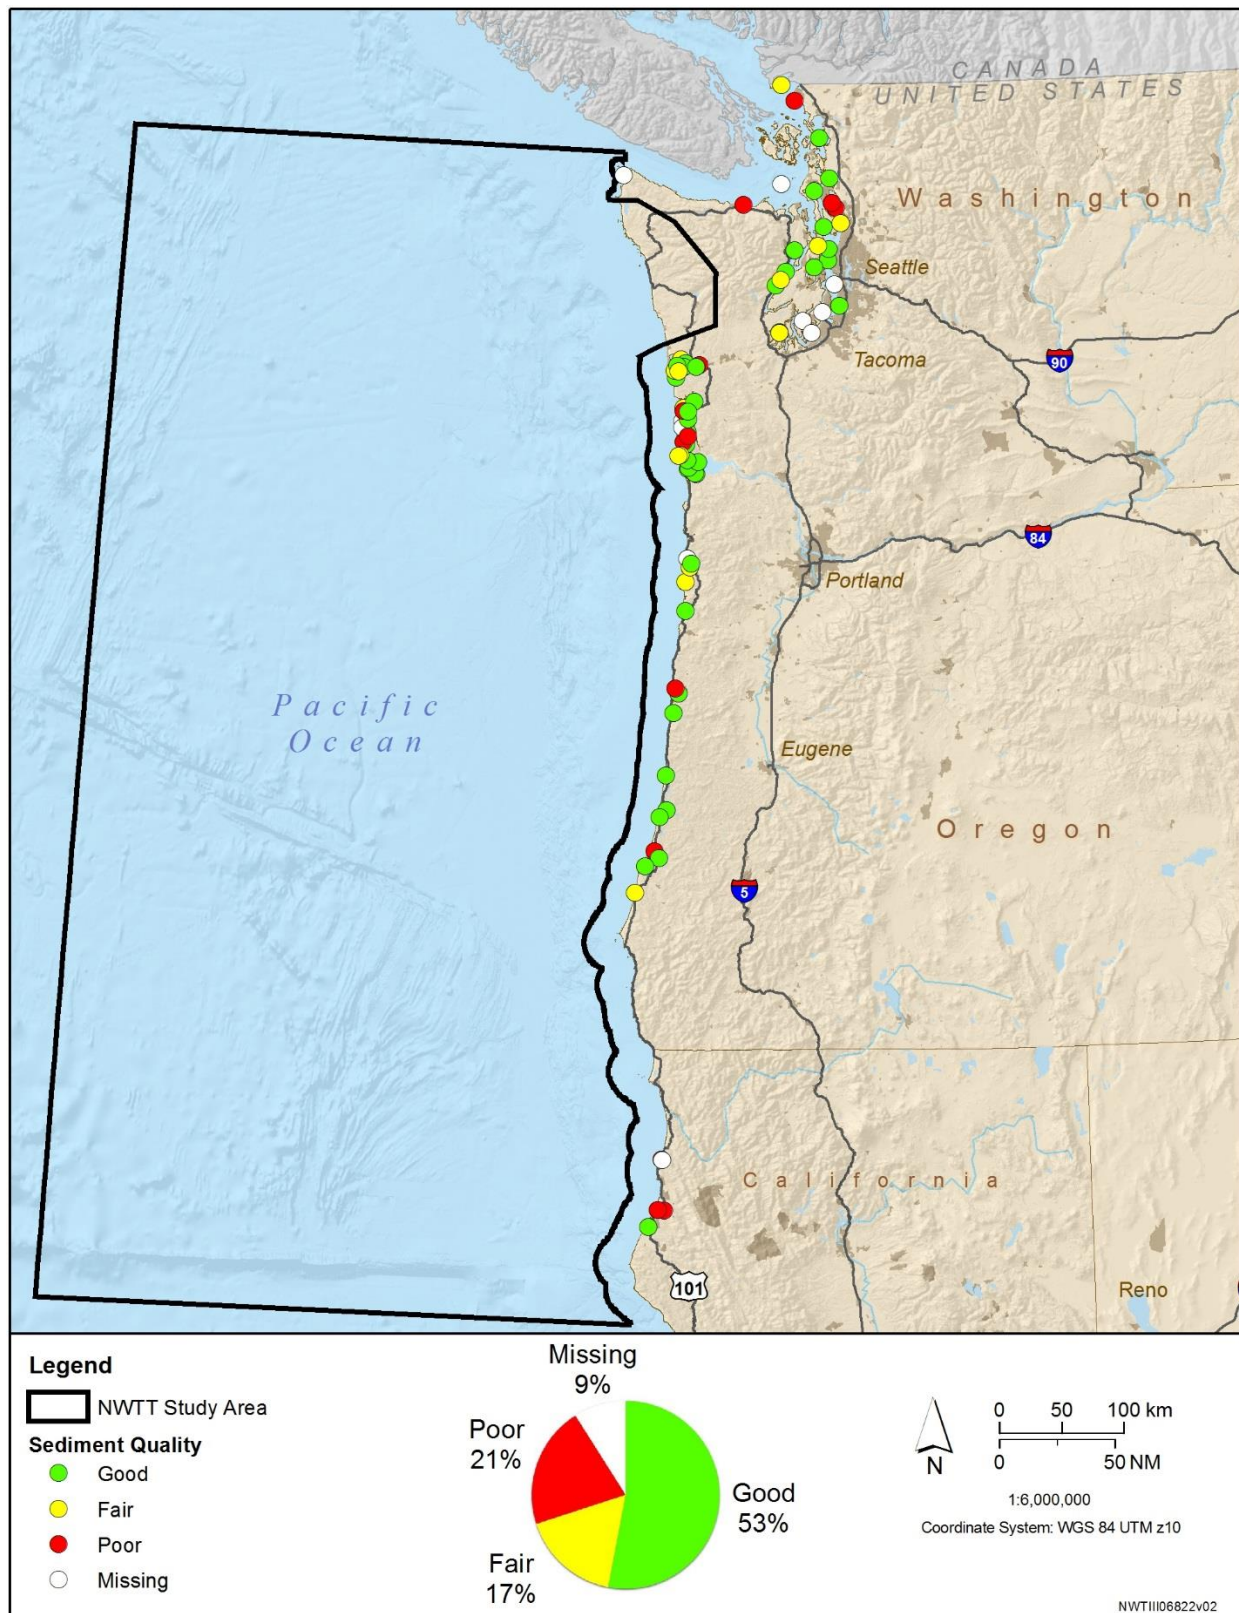 CANADA
UNITED STATES
Washington
Seattle
Tacoma
90
84
Portland
Pacific
Ocean
Eugene
Oregon
5
California
101
Reno
Legend
NWTT Study Area
Sediment Quality
Good
Fair
Poor
Missing
Missing
9%
Poor
21%
Good
53%
Fair
17%
N
0 50 100 km
0 50 NM
1:6,000,000
Coordinate System: WGS 84 UTM z10
NWTIII06822v02